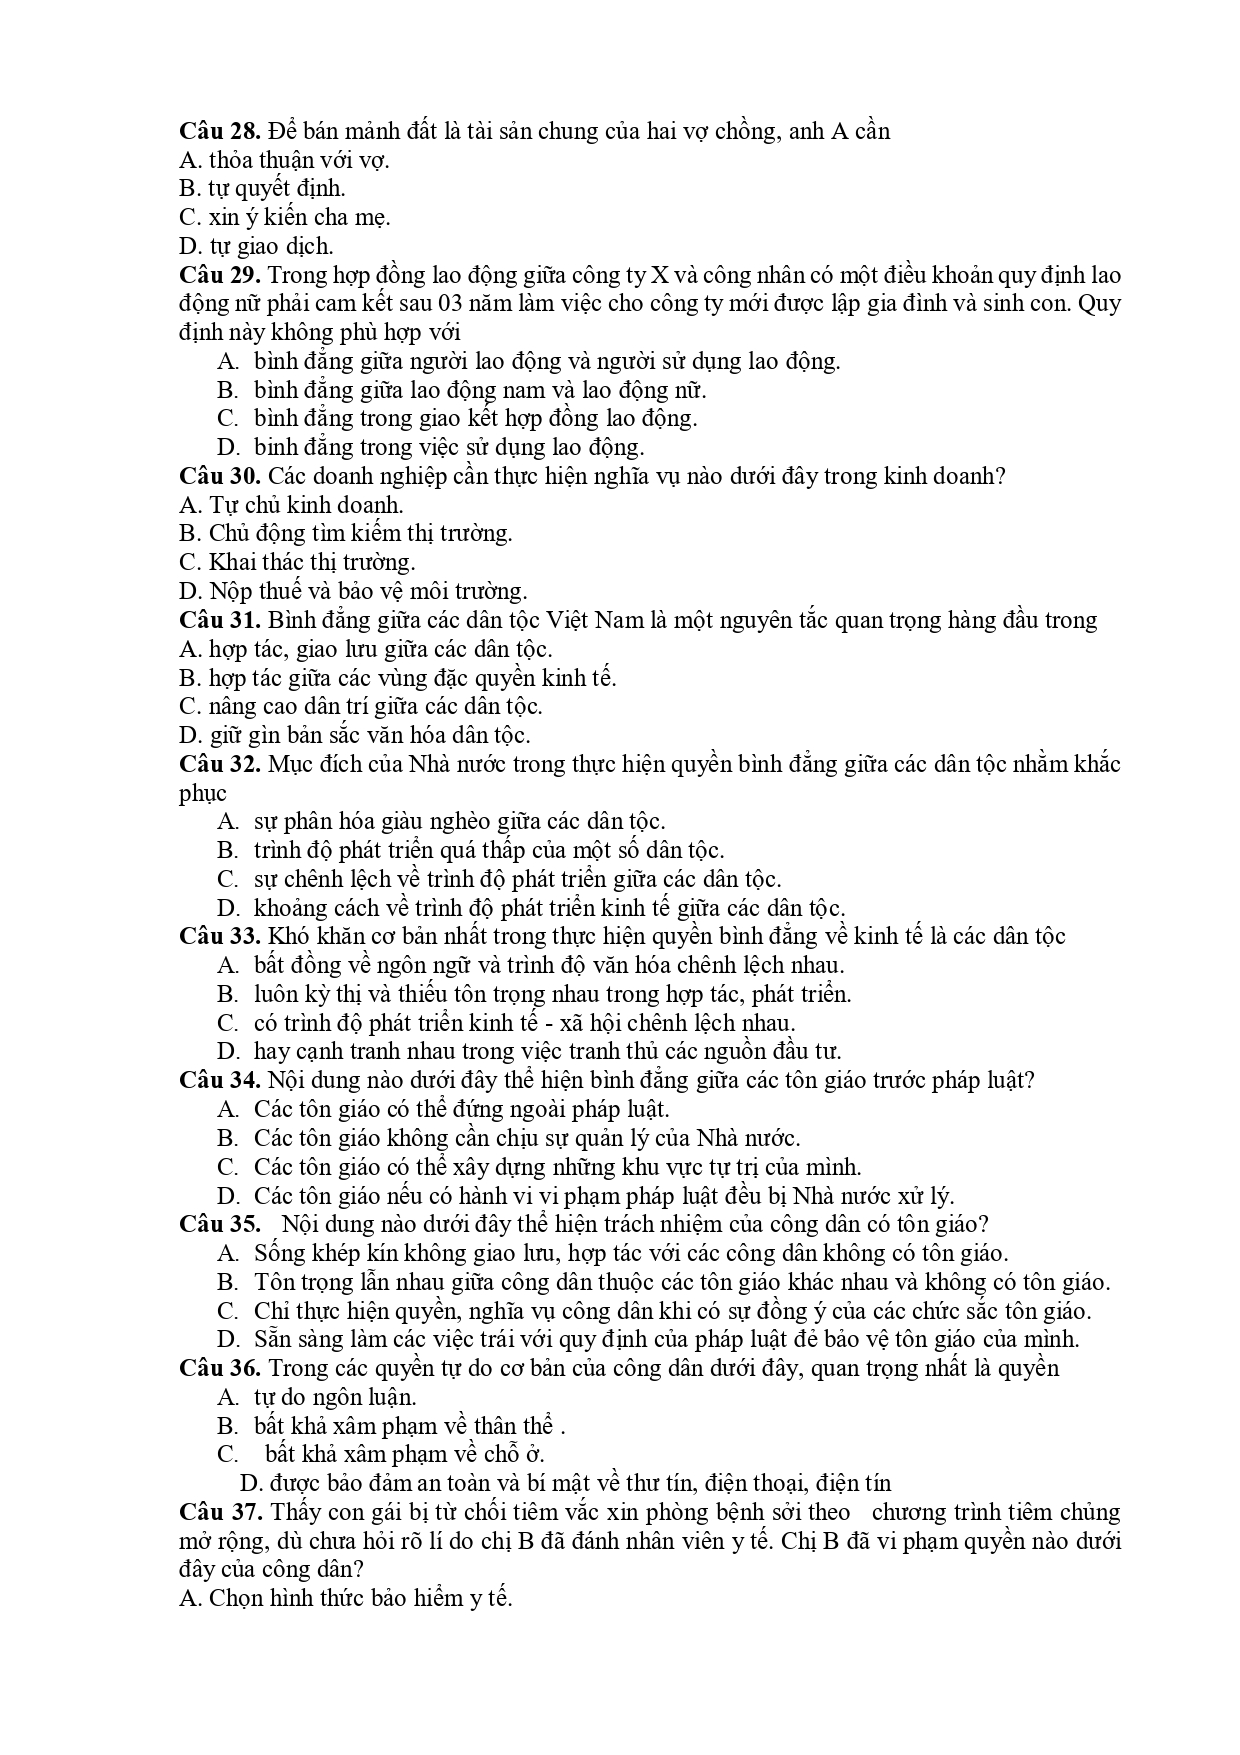 Câu 28. Để bán mảnh đất là tài sản chung của hai vợ chồng, anh A cần
A. thỏa thuận với vợ.
B. tự quyết định.
C. xin ý kiến cha mẹ.
D. tự giao dịch.
Câu 29. Trong hợp đồng lao động giữa công ty X và công nhân có một điều khoản quy định lao
động nữ phải cam kết sau 03 năm làm việc cho công ty mới được lập gia đình và sinh con. Quy
định này không phù hợp với
A. bình đẳng giữa người lao động và người sử dụng lao động.
B. bình đẳng giữa lao động nam và lao động nữ.
C. bình đẳng trong giao kết hợp đồng lao động.
D. binh đẳng trong việc sử dụng lao động.
Câu 30. Các doanh nghiệp cần thực hiện nghĩa vụ nào dưới đây trong kinh doanh?
A. Tự chủ kinh doanh.
B. Chủ động tìm kiếm thị trường.
C. Khai thác thị trường.
D. Nộp thuế và bảo vệ môi trường.
Câu 31. Bình đẳng giữa các dân tộc Việt Nam là một nguyên tắc quan trọng hàng đầu trong
A. hợp tác, giao lưu giữa các dân tộc.
B. hợp tác giữa các vùng đặc quyền kinh tế.
C. nâng cao dân trí giữa các dân tộc.
D. giữ gìn bản sắc văn hóa dân tộc.
Câu 32. Mục đích của Nhà nước trong thực hiện quyền bình đẳng giữa các dân tộc nhằm khắc
phục
A. sự phân hóa giàu nghèo giữa các dân tộc.
B. trình độ phát triển quá thấp của một số dân tộc.
C. sự chênh lệch về trình độ phát triển giữa các dân tộc.
D. khoảng cách về trình độ phát triển kinh tế giữa các dân tộc.
Câu 33. Khó khăn cơ bản nhất trong thực hiện quyền bình đẳng về kinh tế là các dân tộc
A. bất đồng về ngôn ngữ và trình độ văn hóa chênh lệch nhau.
B. luôn kỳ thị và thiếu tôn trọng nhau trong hợp tác, phát triển.
C. có trình độ phát triển kinh tế - xã hội chênh lệch nhau.
D. hay cạnh tranh nhau trong việc tranh thủ các nguồn đầu tư.
Câu 34. Nội dung nào dưới đây thể hiện bình đẳng giữa các tôn giáo trước pháp luật?
A. Các tôn giáo có thể đứng ngoài pháp luật.
B. Các tôn giáo không cần chịu sự quản lý của Nhà nước.
C. Các tôn giáo có thể xây dựng những khu vực tự trị của mình.
D. Các tôn giáo nếu có hành vi vi phạm pháp luật đều bị Nhà nước xử lý.
Câu 35. Nội dung nào dưới đây thể hiện trách nhiệm của công dân có tôn giáo?
A. Sống khép kín không giao lưu, hợp tác với các công dân không có tôn giáo.
B. Tôn trọng lẫn nhau giữa công dân thuộc các tôn giáo khác nhau và không có tôn giáo.
C. Chỉ thực hiện quyền, nghĩa vụ công dân khi có sự đồng ý của các chức sắc tôn giáo.
D. Sẵn sàng làm các việc trái với quy định của pháp luật đẻ bảo vệ tôn giáo của mình.
Câu 36. Trong các quyền tự do cơ bản của công dân dưới đây, quan trọng nhất là quyền
A. tự do ngôn luận.
B. bất khả xâm phạm về thân thể .
C. bất khả xâm phạm về chỗ ở.
D. được bảo đảm an toàn và bí mật về thư tín, điện thoại, điện tín
Câu 37. Thấy con gái bị từ chối tiêm vắc xin phòng bệnh sởi theo chương trình tiêm chủng
mở rộng, dù chưa hỏi rõ lí do chị B đã đánh nhân viên y tế. Chị B đã vi phạm quyền nào dưới
đây của công dân?
A. Chọn hình thức bảo hiểm y tế.